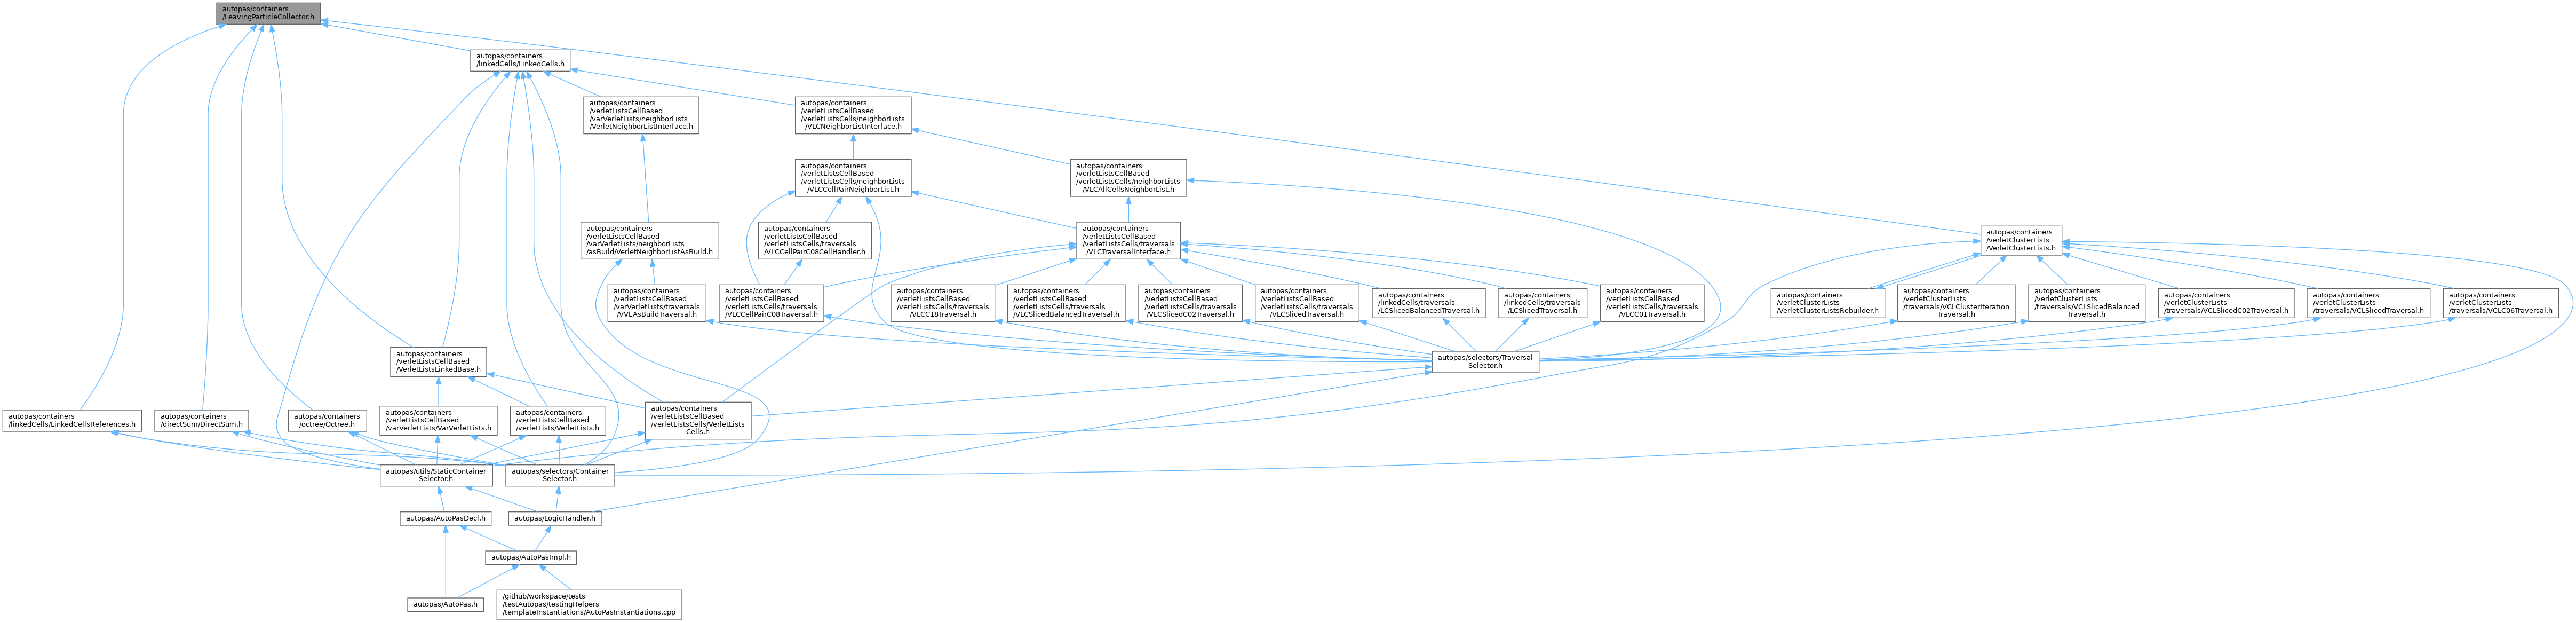 autopas/containers
/LeavingParticleCollector.h
autopas/containers
/linkedCells/LinkedCells.h
autopas/containers
/verletListsCellBased
/varVerletLists/neighborLists
/VerletNeighborListInterface.h
autopas/containers
/verletListsCellBased
/verletListsCells/neighborLists
/VLCNeighborListInterface.h
autopas/containers
/verletListsCellBased
/verletListsCells/neighborLists
/VLCCellPairNeighborList.h
autopas/containers
/verletListsCellBased
/verletListsCells/neighborLists
/VLCAllCellsNeighborList.h
autopas/containers
/verletListsCellBased
/varVerletLists/neighborLists
/asBuild/VerletNeighborListAsBuild.h
autopas/containers
/verletListsCellBased
/verletListsCells/traversals
/VLCCellPairC08CellHandler.h
autopas/containers
/verletListsCellBased
/verletListsCells/traversals
/VLCTraversalInterface.h
autopas/containers
/verletClusterLists
/VerletClusterLists.h
autopas/containers
/verletListsCellBased
/varVerletLists/traversals
/VVLAsBuildTraversal.h
autopas/containers
/verletListsCellBased
/verletListsCells/traversals
/VLCCellPairC08Traversal.h
autopas/containers
/verletListsCellBased
/verletListsCells/traversals
/VLCC18Traversal.h
autopas/containers
/verletListsCellBased
/verletListsCells/traversals
/VLCSlicedBalancedTraversal.h
autopas/containers
/verletListsCellBased
/verletListsCells/traversals
/VLCSlicedC02Traversal.h
autopas/containers
/verletListsCellBased
/verletListsCells/traversals
/VLCSlicedTraversal.h
autopas/containers
/linkedCells/traversals
/LCSlicedBalancedTraversal.h
autopas/containers
/linkedCells/traversals
/LCSlicedTraversal.h
autopas/containers
/verletListsCellBased
/verletListsCells/traversals
/VLCC01Traversal.h
autopas/containers
/verletClusterLists
/VerletClusterListsRebuilder.h
autopas/containers
/verletClusterLists
/traversals/VCLClusterIteration
Traversal.h
autopas/containers
/verletClusterLists
/traversals/VCLSlicedBalanced
Traversal.h
autopas/containers
/verletClusterLists
/traversals/VCLSlicedC02Traversal.h
autopas/containers
/verletClusterLists
/traversals/VCLSlicedTraversal.h
autopas/containers
/verletClusterLists
/traversals/VCLC06Traversal.h
autopas/containers
/verletListsCellBased
/VerletListsLinkedBase.h
autopas/selectors/Traversal
Selector.h
autopas/containers
/linkedCells/LinkedCellsReferences.h
autopas/containers
/directSum/DirectSum.h
autopas/containers
/octree/Octree.h
autopas/containers
/verletListsCellBased
/varVerletLists/VarVerletLists.h
autopas/containers
/verletListsCellBased
/verletLists/VerletLists.h
autopas/containers
/verletListsCellBased
/verletListsCells/VerletLists
Cells.h
autopas/utils/StaticContainer
Selector.h
autopas/selectors/Container
Selector.h
autopas/AutoPasDecl.h
autopas/LogicHandler.h
autopas/AutoPasImpl.h
autopas/AutoPas.h
/github/workspace/tests
/testAutopas/testingHelpers
/templateInstantiations/AutoPasInstantiations.cpp